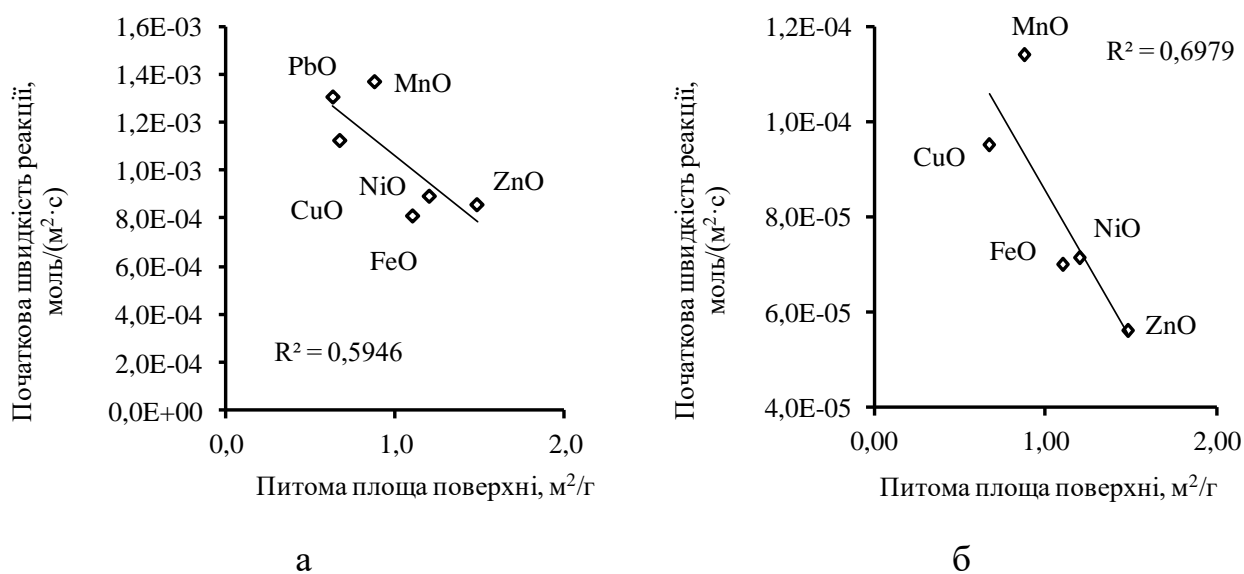 Початкова швидкість реакції,
моль/(м²·с)
1,6E-03
1,4E-03
1,2E-03
1,0E-03
8,0E-04
6,0E-04
4,0E-04
2,0E-04
0,0E+00
PbO
MnO
CuO
NiO
ZnO
FeO
R² = 0,5946
0,0
1,0
2,0
Питома площа поверхні, м²/г
а
Початкова швидкість реакції,
моль/(м²·с)
1,2E-04
1,0E-04
8,0E-05
6,0E-05
4,0E-05
MnO
R² = 0,6979
CuO
NiO
FeO
ZnO
0,00
1,00
2,00
Питома площа поверхні, м²/г
б